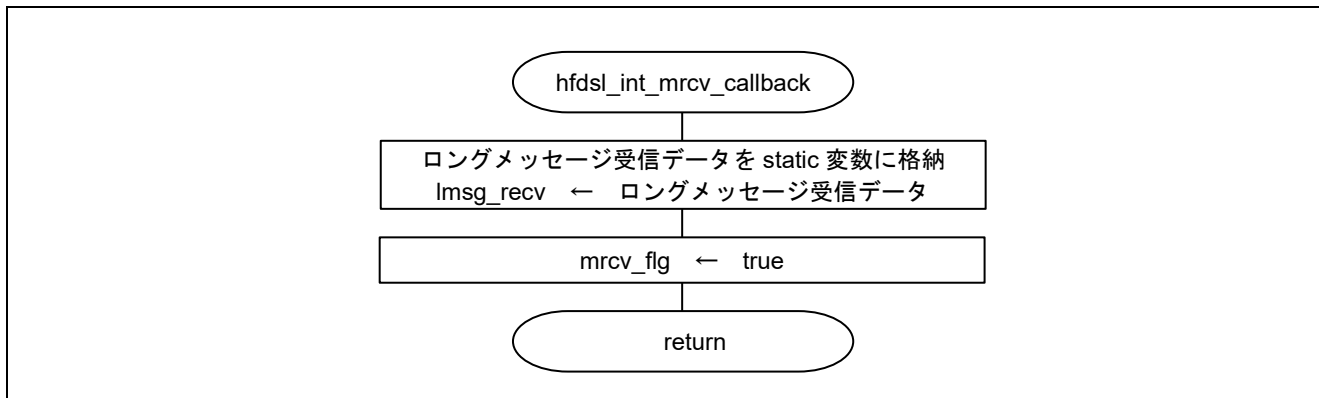 hfdsl_int_mrcv_callback
ロングメッセージ受信データを static 変数に格納
lmsg_recv ← ロングメッセージ受信データ
mrcv_flg ← true
return